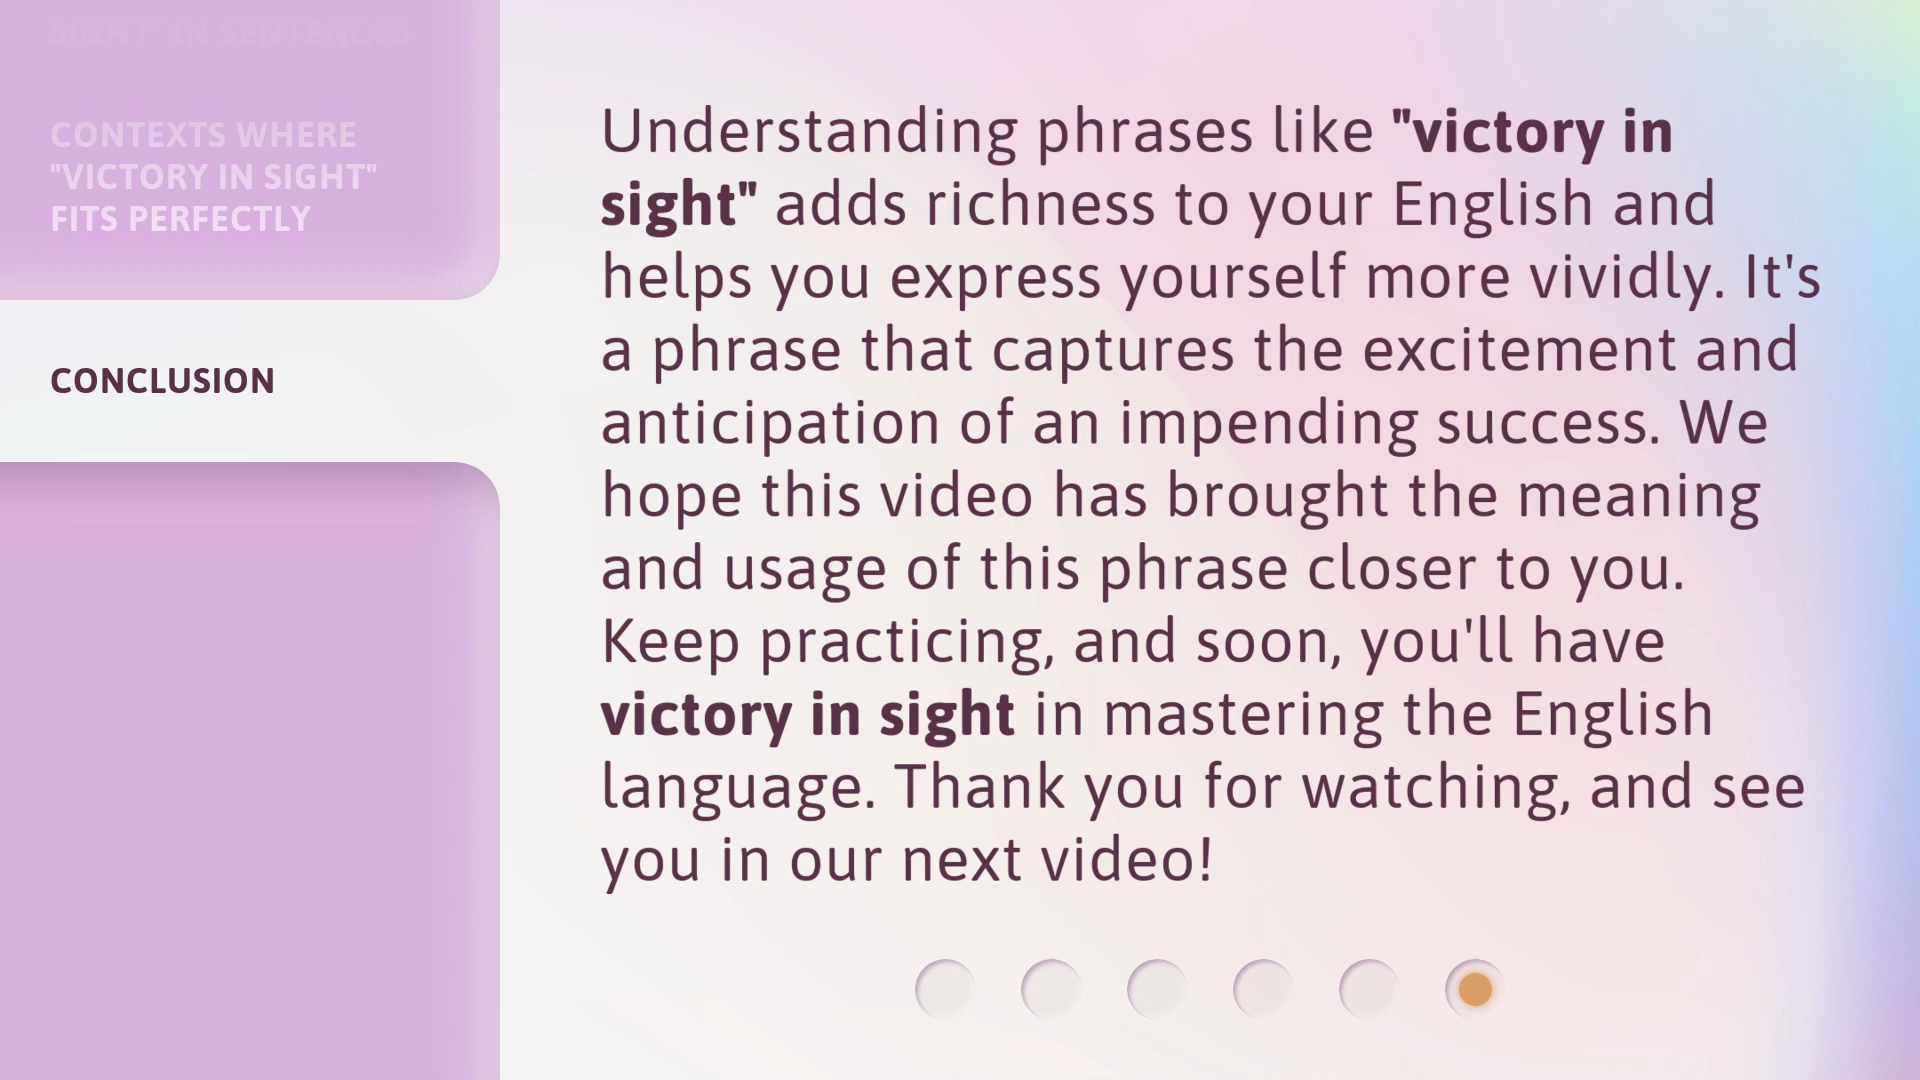 SIGHT" IN SENTENCES
CONTEXTS WHERE
"VICTORY IN SIGHT"
FITS PERFECTLY
CONCLUSION
Understanding phrases like "victory in
sight" adds richness to your English and
helps you express yourself more vividly. It's
a phrase that captures the excitement and
anticipation of an impending success. We
hope this video has brought the meaning
and usage of this phrase closer to you.
Keep practicing, and soon, you'll have
victory in sight in mastering the English
language. Thank you for watching, and see
you in our next video!